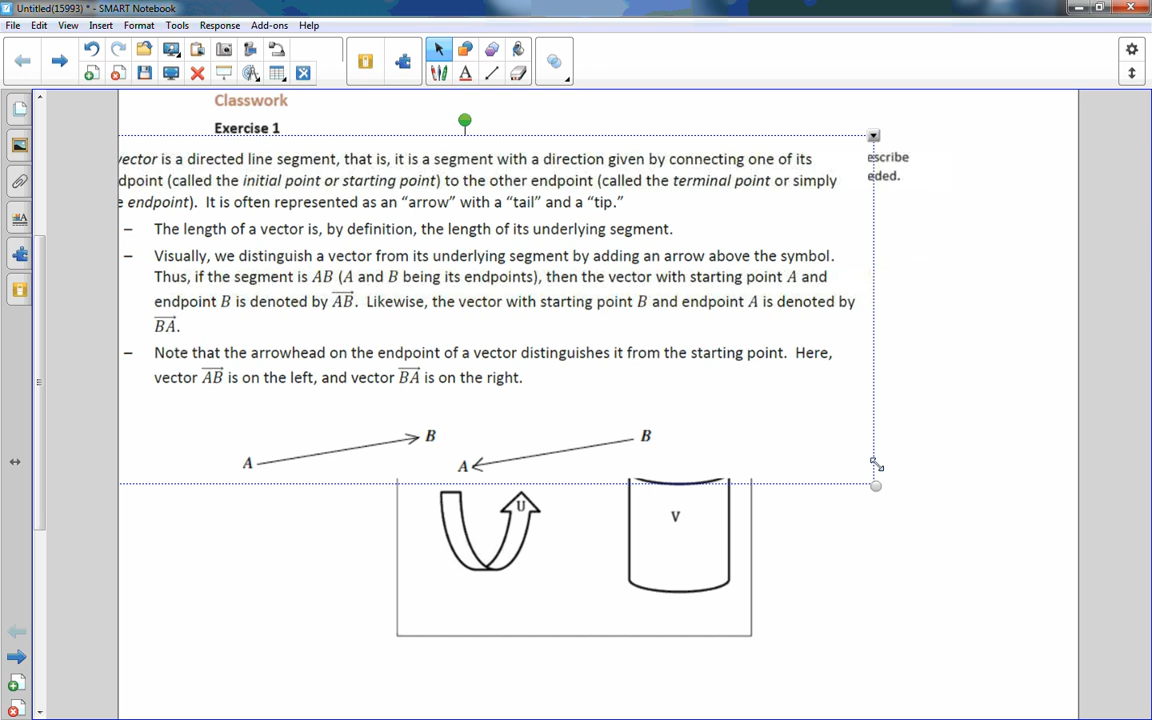 Untitled(15993) * - SMART Notebook
File Edit View Insert Format Tools Response Add-ons Help
Classwork
Exercise 1
vector is a directed line segment, that is, it is a segment with a direction given by connecting one of its
escribe
dpoint (called the initial point or starting point) to the other endpoint (called the terminal point or simply
eded.
e endpoint). It is often represented as an “arrow” with a “tail” and a “tip.”
– The length of a vector is, by definition, the length of its underlying segment.
– Visually, we distinguish a vector from its underlying segment by adding an arrow above the symbol.
Thus, if the segment is AB (A and B being its endpoints), then the vector with starting point A and
endpoint B is denoted by \overrightarrow{AB}. Likewise, the vector with starting point B and endpoint A is denoted by
\overrightarrow{BA}.
– Note that the arrowhead on the endpoint of a vector distinguishes it from the starting point. Here,
vector \overrightarrow{AB} is on the left, and vector \overrightarrow{BA} is on the right.
B B
A A
U
V